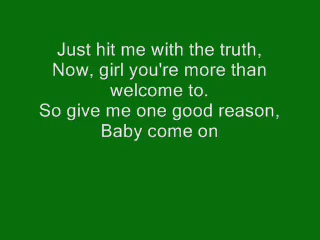 Just hit me with the truth,
Now, girl you're more than
welcome to.
So give me one good reason,
Baby come on